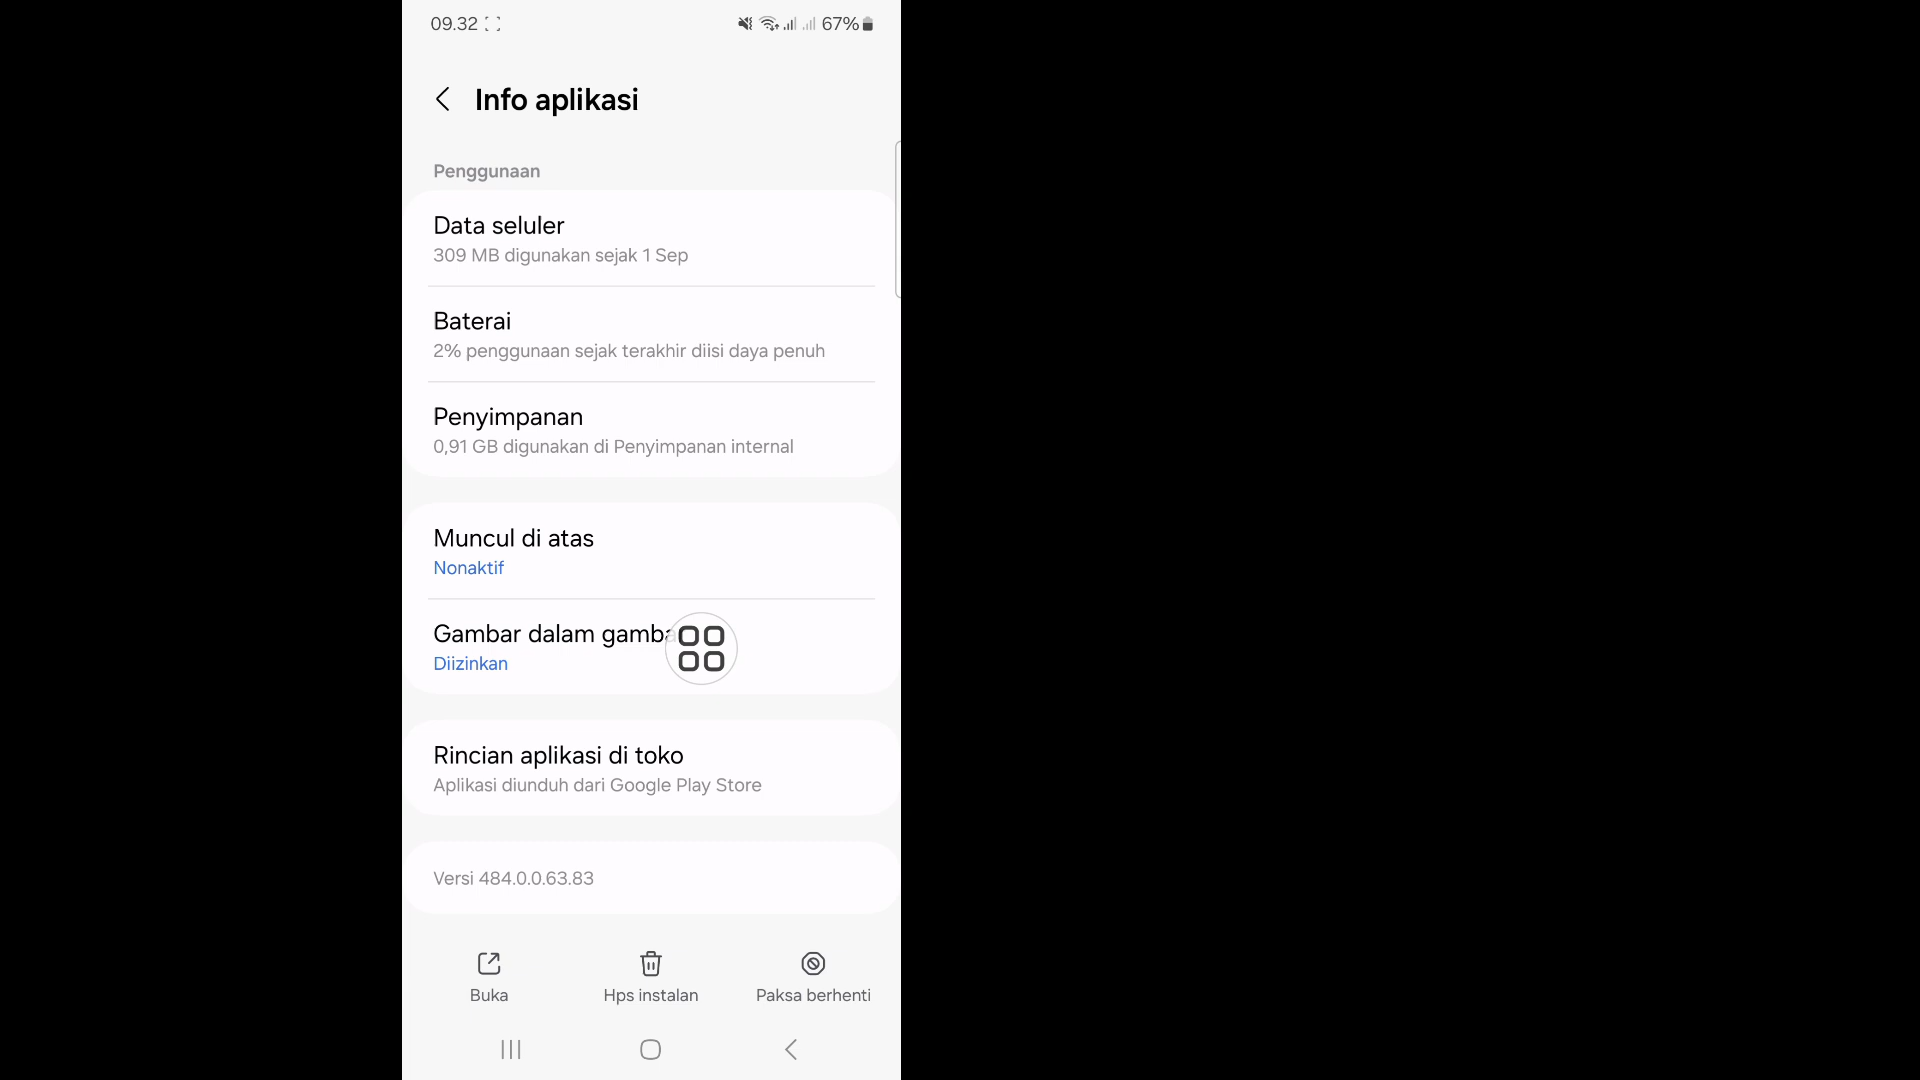 09.32
67%
Info aplikasi
Penggunaan
Data seluler
309 MB digunakan sejak 1 Sep
Baterai
2% penggunaan sejak terakhir diisi daya penuh
Penyimpanan
0,91 GB digunakan di Penyimpanan internal
Muncul di atas
Nonaktif
Gambar dalam gamba
Diizinkan
Rincian aplikasi di toko
Aplikasi diunduh dari Google Play Store
Versi 484.0.0.63.83
Buka
Hps instalan
Paksa berhenti